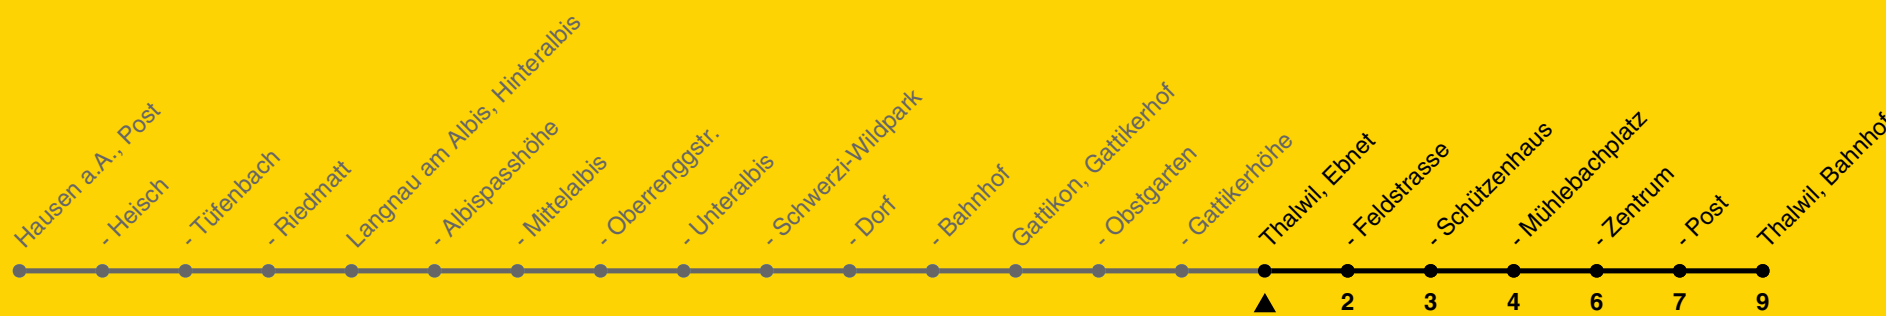 Hausen a.A., Post
- Heisch
- Tüfenbach
- Riedmatt
Langnau am Albis, Hinteralbis
- Albispasshöhe
- Mittelalbis
- Oberrenggstr.
- Unteralbis
- Schwerzi-Wildpark
- Dorf
- Bahnhof
Gattikon, Gattikerhof
- Obstgarten
- Gattikerhöhe
Thalwil, Ebnet
- Feldstrasse
- Schützenhaus
- Mühlebachplatz
- Zentrum
- Post
Thalwil, Bahnhof
2 3 4 6 7 9